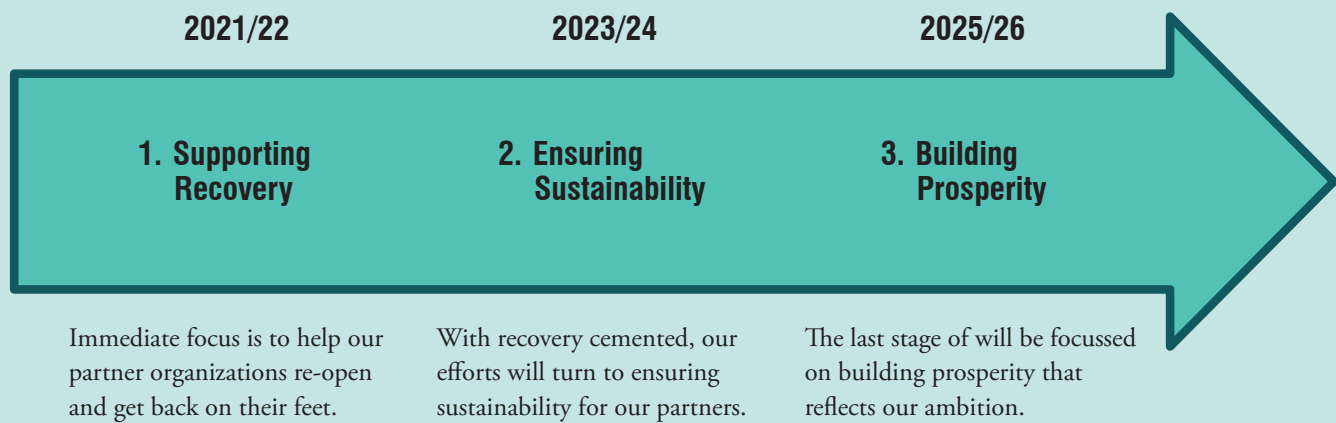 2021/22
2023/24
2025/26
1. Supporting
Recovery
2. Ensuring
Sustainability
3. Building
Prosperity
Immediate focus is to help our
partner organizations re-open
and get back on their feet.
With recovery cemented, our
efforts will turn to ensuring
sustainability for our partners.
The last stage of will be focussed
on building prosperity that
reflects our ambition.